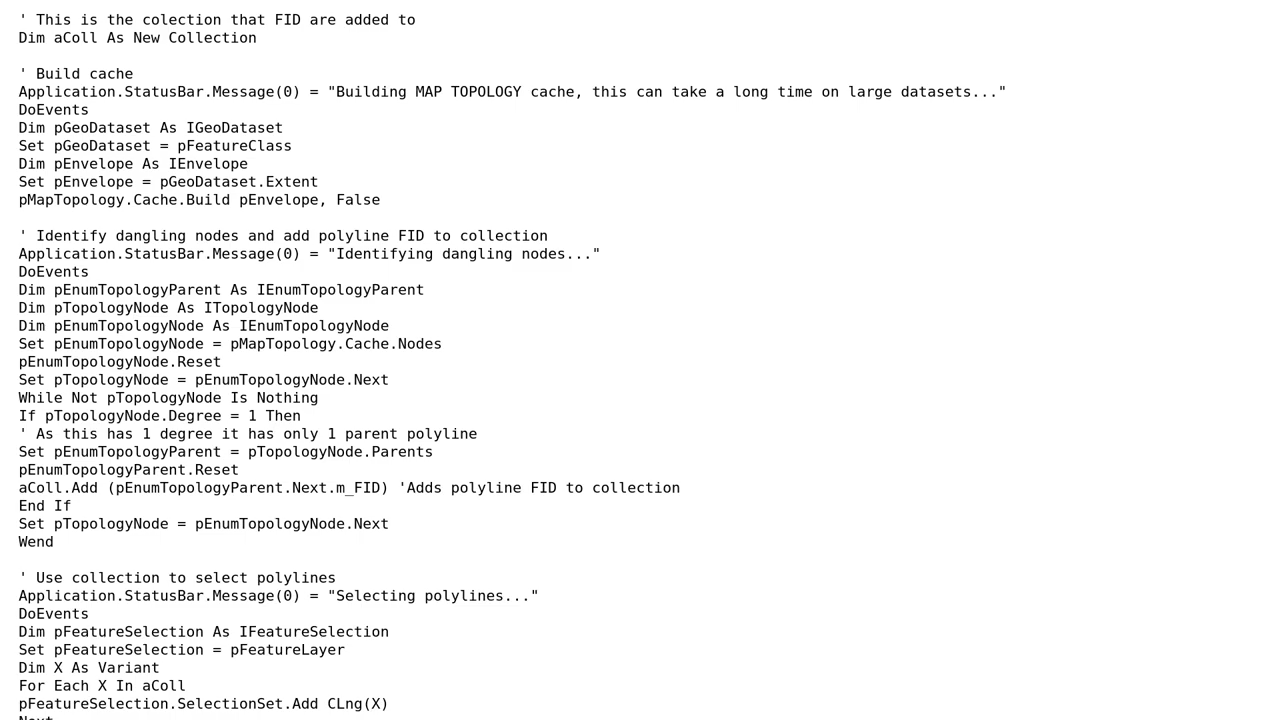 ' This is the colection that FID are added to
Dim aColl As New Collection
' Build cache
Application.StatusBar.Message(0) = "Building MAP TOPOLOGY cache, this can take a long time on large datasets..."
DoEvents
Dim pGeoDataset As IGeoDataset
Set pGeoDataset = pFeatureClass
Dim pEnvelope As IEnvelope
Set pEnvelope = pGeoDataset.Extent
pMapTopology.Cache.Build pEnvelope, False
' Identify dangling nodes and add polyline FID to collection
Application.StatusBar.Message(0) = "Identifying dangling nodes..."
DoEvents
Dim pEnumTopologyParent As IEnumTopologyParent
Dim pTopologyNode As ITopologyNode
Dim pEnumTopologyNode As IEnumTopologyNode
Set pEnumTopologyNode = pMapTopology.Cache.Nodes
pEnumTopologyNode.Reset
Set pTopologyNode = pEnumTopologyNode.Next
While Not pTopologyNode Is Nothing
If pTopologyNode.Degree = 1 Then
' As this has 1 degree it has only 1 parent polyline
Set pEnumTopologyParent = pTopologyNode.Parents
pEnumTopologyParent.Reset
aColl.Add (pEnumTopologyParent.Next.m_FID) 'Adds polyline FID to collection
End If
Set pTopologyNode = pEnumTopologyNode.Next
Wend
' Use collection to select polylines
Application.StatusBar.Message(0) = "Selecting polylines..."
DoEvents
Dim pFeatureSelection As IFeatureSelection
Set pFeatureSelection = pFeatureLayer
Dim X As Variant
For Each X In aColl
pFeatureSelection.SelectionSet.Add CLng(X)